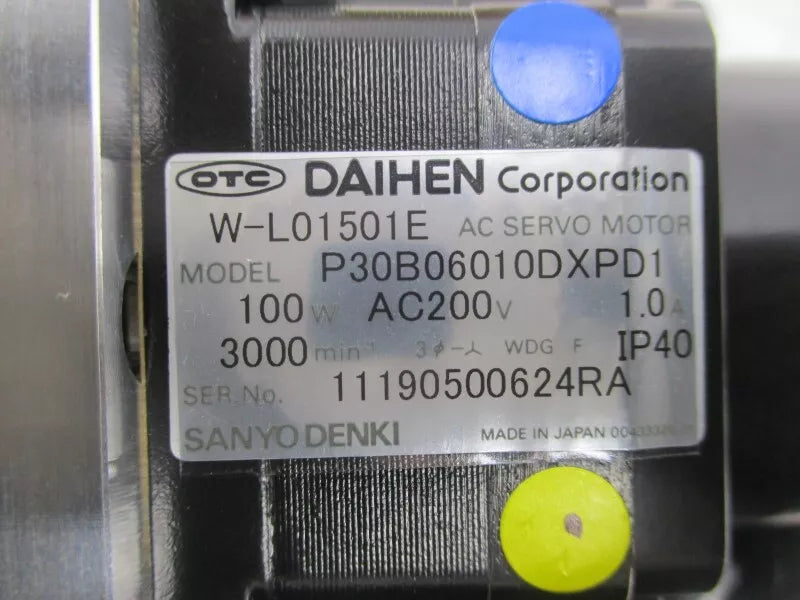 OTC DAIHEN Corporation
W-L01501E AC SERVO MOTOR
MODEL P30B06010DXPD1
100W AC200V 1.0A
3000min⁻¹ 3φ-人 WDG F IP40
SER.No. 11190500624RA
SANYO DENKI MADE IN JAPAN